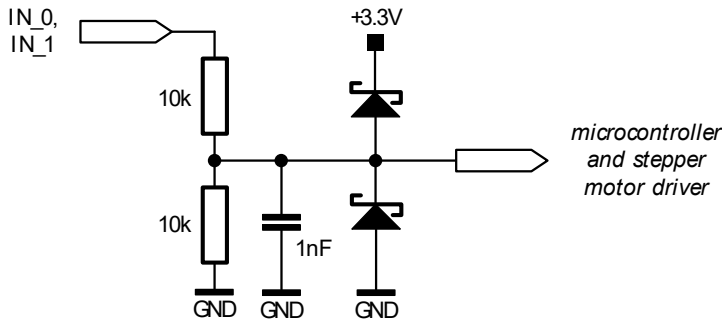 IN_0,
IN_1
+3.3V
10k
microcontroller
and stepper
motor driver
10k
1nF
GND
GND
GND